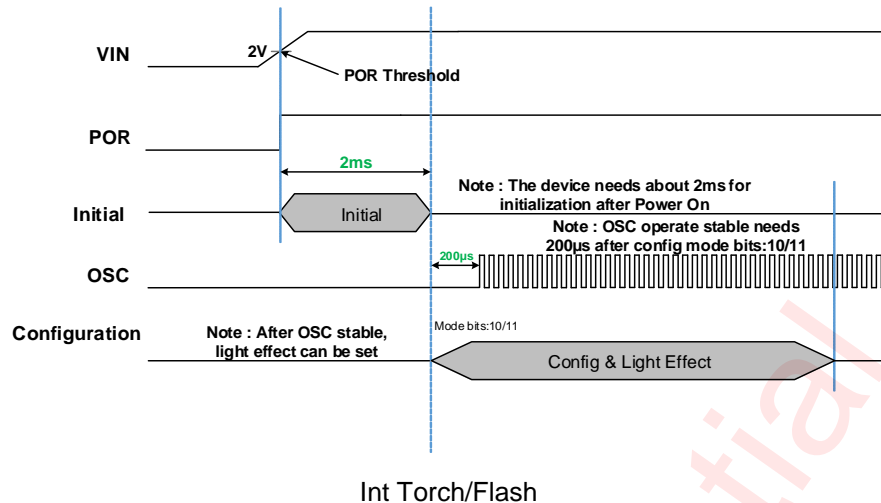 VIN
2V
POR Threshold
POR
2ms
Note : The device needs about 2ms for
initialization after Power On
Initial
Initial
Note : OSC operate stable needs
200µs after config mode bits:10/11
200µs
OSC
Configuration
Note : After OSC stable,
light effect can be set
Mode bits:10/11
Config & Light Effect
Int Torch/Flash